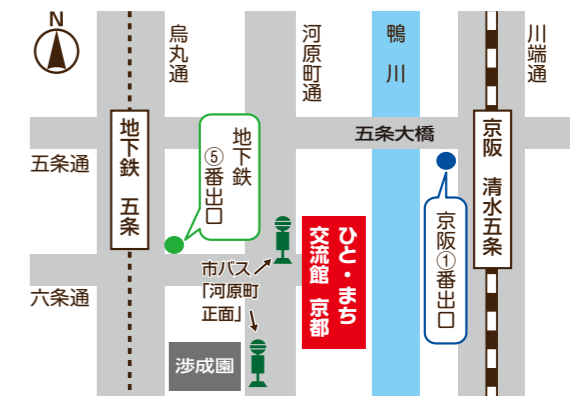 N
烏丸通
河原町通
鴨川
川端通
五条大橋
五条通
地下鉄 五条
地下鉄
⑤番出口
京阪 清水五条
京阪①番出口
市バス
「河原町
正面」
ひと・まち
交流館 京都
六条通
渉成園